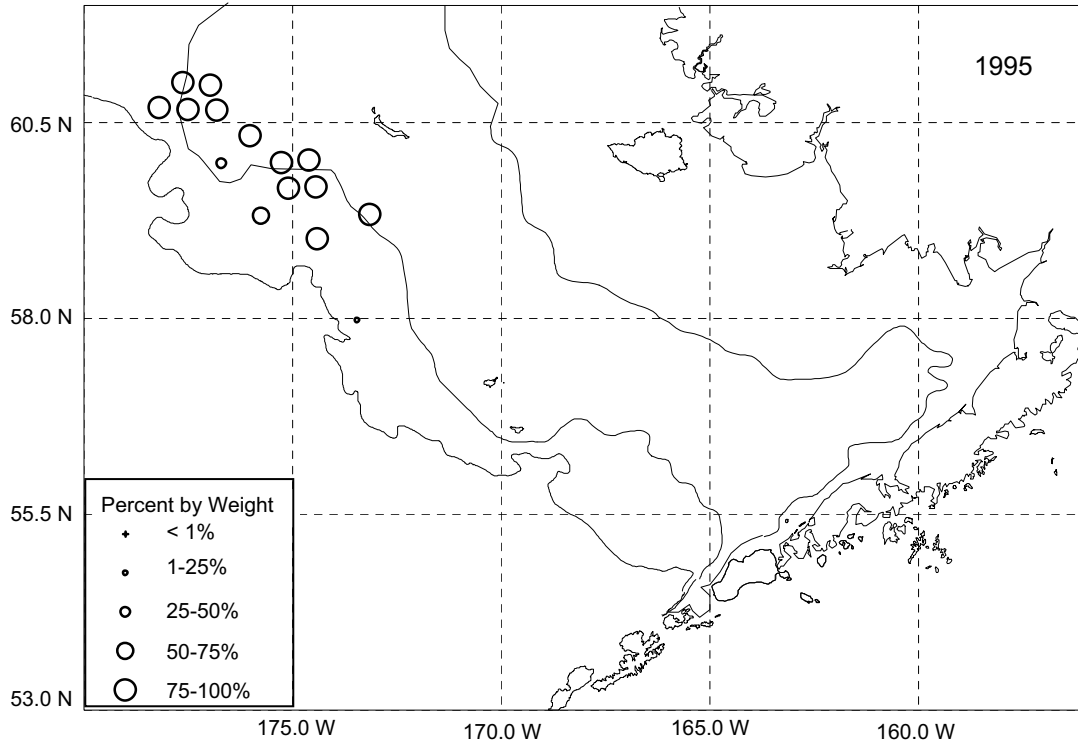 1995
60.5 N
58.0 N
55.5 N
53.0 N
Percent by Weight
< 1%
1-25%
25-50%
50-75%
75-100%
175.0 W
170.0 W
165.0 W
160.0 W